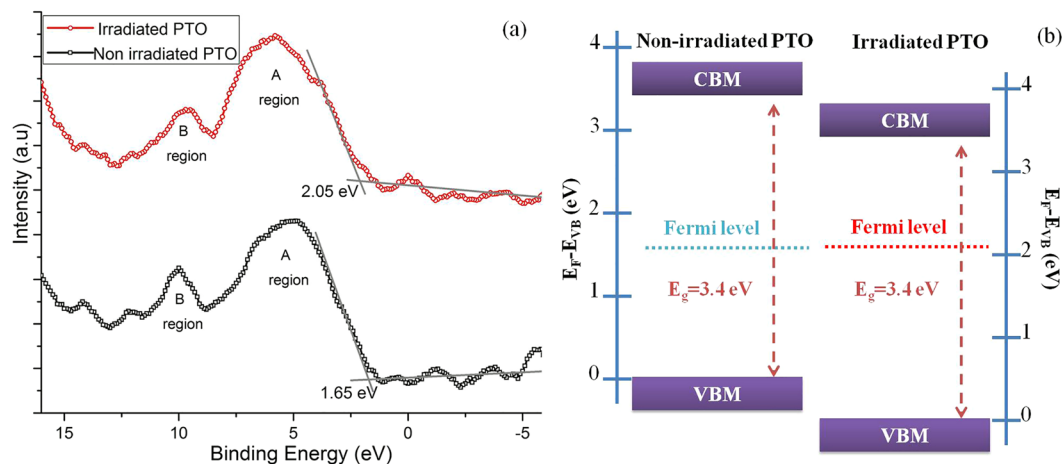 Irradiated PTO
Non irradiated PTO
(a)
A
region
B
region
2.05 eV
A
region
B
region
1.65 eV
Intensity (a.u)
15
10
5
0
-5
Binding Energy (eV)
(b)
Non-irradiated PTO
Irradiated PTO
4
3
2
1
0
E_F-E_VB (eV)
CBM
Fermi level
E_g=3.4 eV
VBM
CBM
Fermi level
E_g=3.4 eV
VBM
4
3
2
1
0
E_F-E_VB (eV)